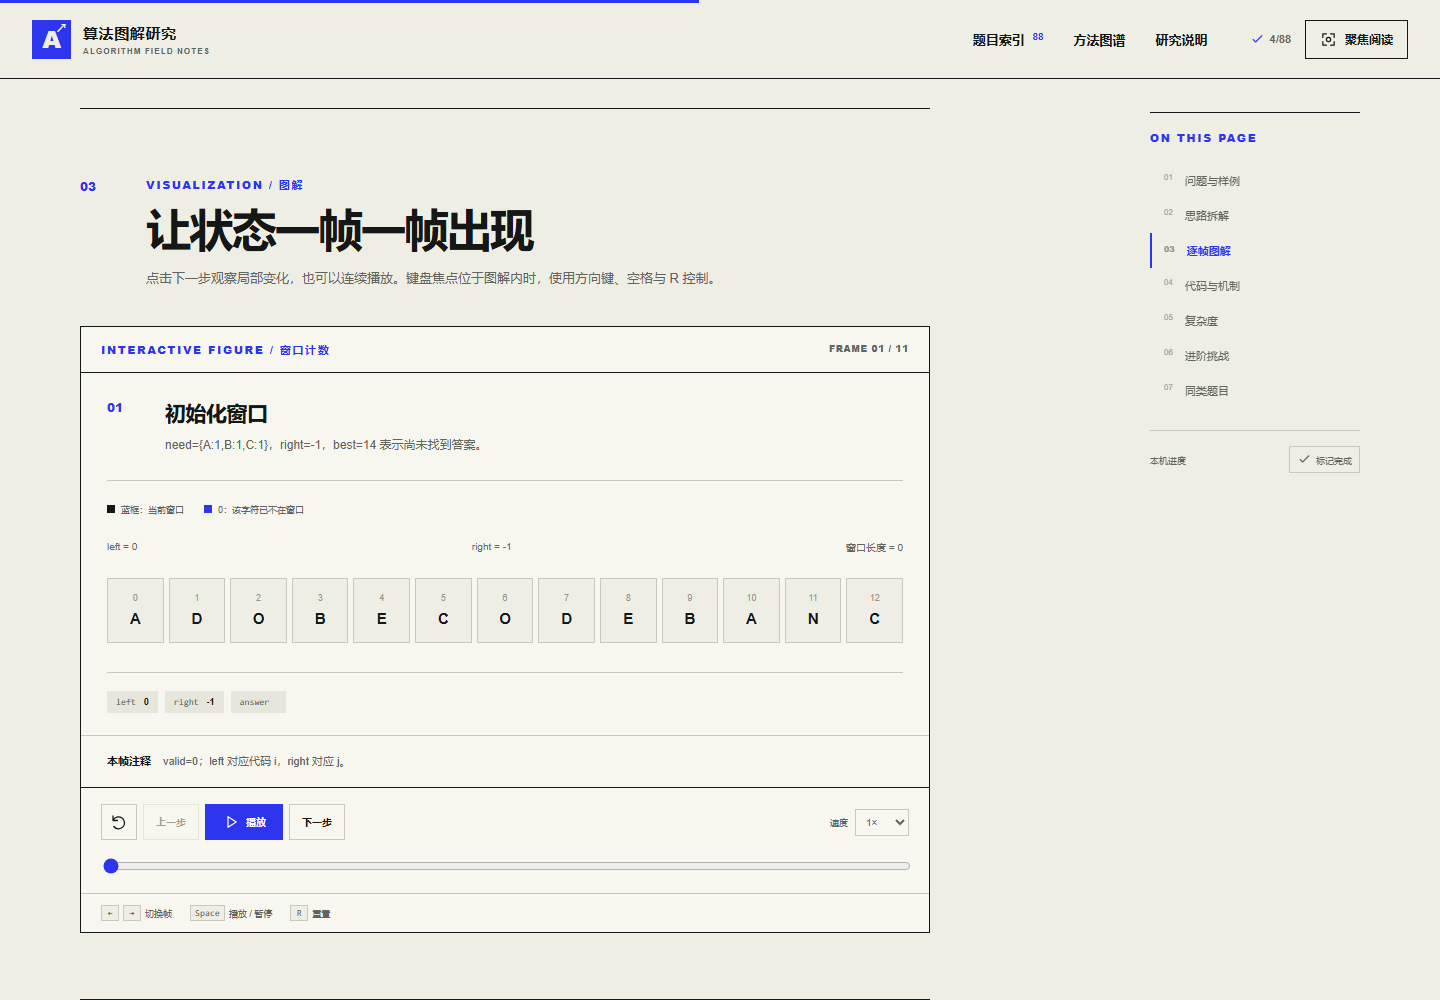 算法图解研究
ALGORITHM FIELD NOTES
题目索引 88
方法图谱
研究说明
4/88
聚焦阅读
03
VISUALIZATION / 图解
让状态一帧一帧出现
点击下一步观察局部变化，也可以连续播放。键盘焦点位于图解内时，使用方向键、空格与 R 控制。
INTERACTIVE FIGURE / 窗口计数
FRAME 01 / 11
01
初始化窗口
need={A:1,B:1,C:1}，right=-1，best=14 表示尚未找到答案。
蓝框：当前窗口
0：该字符已不在窗口
left = 0
right = -1
窗口长度 = 0
0 1 2 3 4 5 6 7 8 9 10 11 12
A D O B E C O D E B A N C
left 0
right -1
answer
本帧注释 valid=0；left 对应代码 i，right 对应 j。
上一步
播放
下一步
速度 1×
← → 切换帧
Space 播放 / 暂停
R 重置
ON THIS PAGE
01 问题与样例
02 思路拆解
03 逐帧图解
04 代码与机制
05 复杂度
06 进阶挑战
07 同类题目
本机进度
标记完成